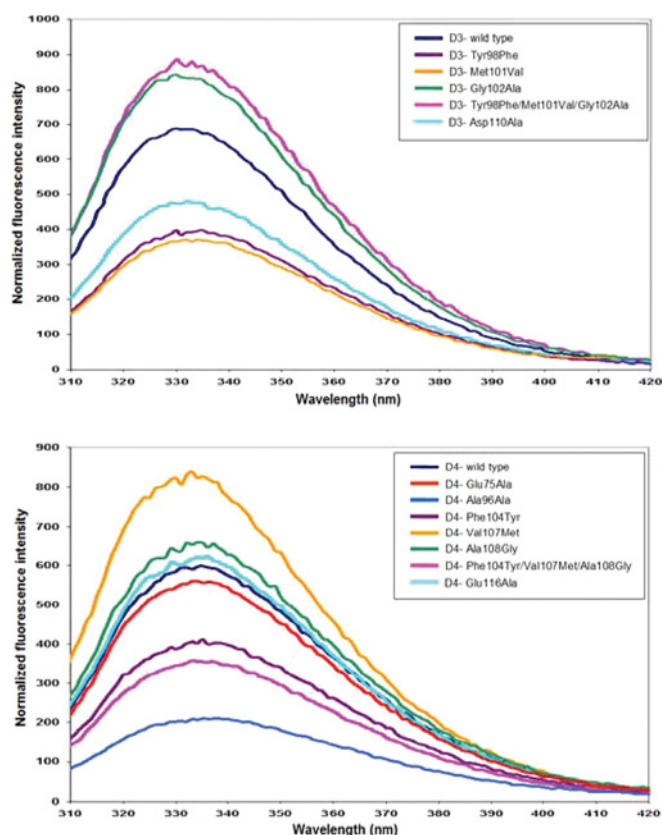 Normalized fluorescence intensity
1000
900
800
700
600
500
400
300
200
100
0
D3- wild type
D3- Tyr98Phe
D3- Met101Val
D3- Gly102Ala
D3- Tyr98Phe/Met101Val/Gly102Ala
D3- Asp110Ala
310 320 330 340 350 360 370 380 390 400 410 420
Wavelength (nm)
Normalized fluorescence intensity
900
800
700
600
500
400
300
200
100
0
D4- wild type
D4- Glu75Ala
D4- Ala96Ala
D4- Phe104Tyr
D4- Val107Met
D4- Ala108Gly
D4- Phe104Tyr/Val107Met/Ala108Gly
D4- Glu116Ala
310 320 330 340 350 360 370 380 390 400 410 420
Wavelength (nm)